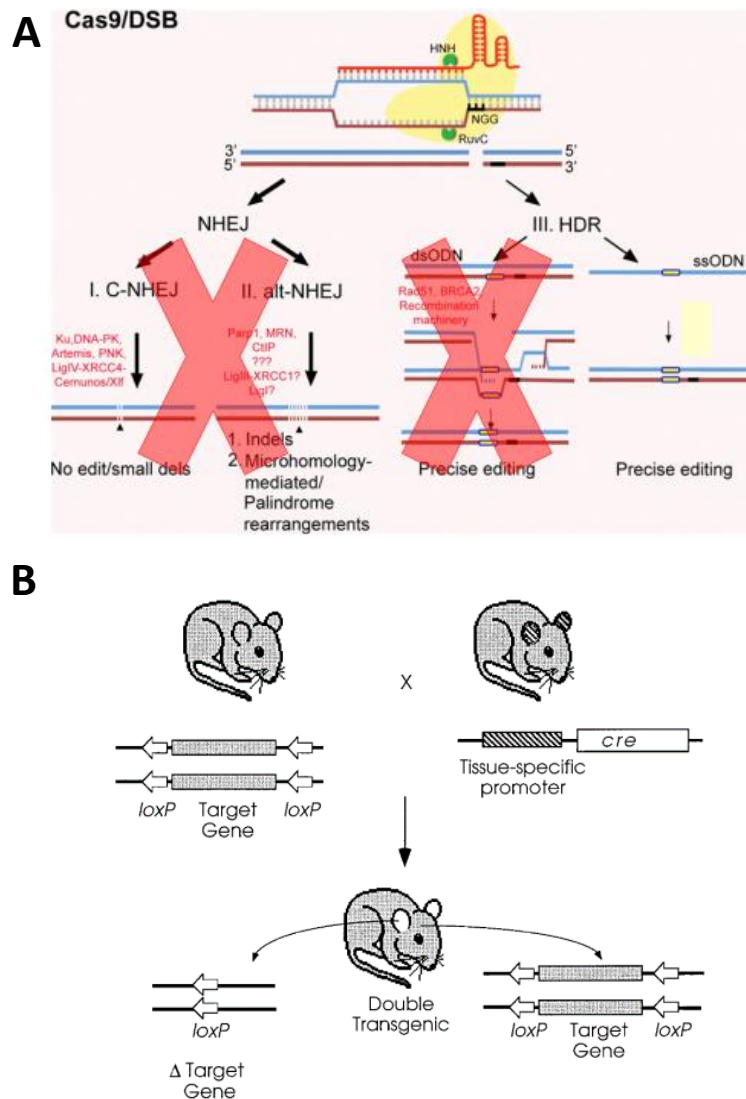 A
Cas9/DSB
HNH
NGG
RuvC
3' 5'
5' 3'
NHEJ
III. HDR
I. C-NHEJ
II. alt-NHEJ
dsODN
ssODN
Ku,DNA-PK,
Artemis, PNK,
LigIV-XRCC4-
Cernunos/Xlf
Parp1, MRN,
CtIP
???
LigIII-XRCC1?
LigI?
Rad51, BRCA2
Recombination
machinery
No edit/small dels
1. Indels
2. Microhomology-
mediated/
Palindrome
rearrangements
Precise editing
Precise editing
B
X
cre
Tissue-specific
promoter
loxP Target loxP
Gene
Double
Transgenic
loxP
Δ Target
Gene
loxP Target loxP
Gene